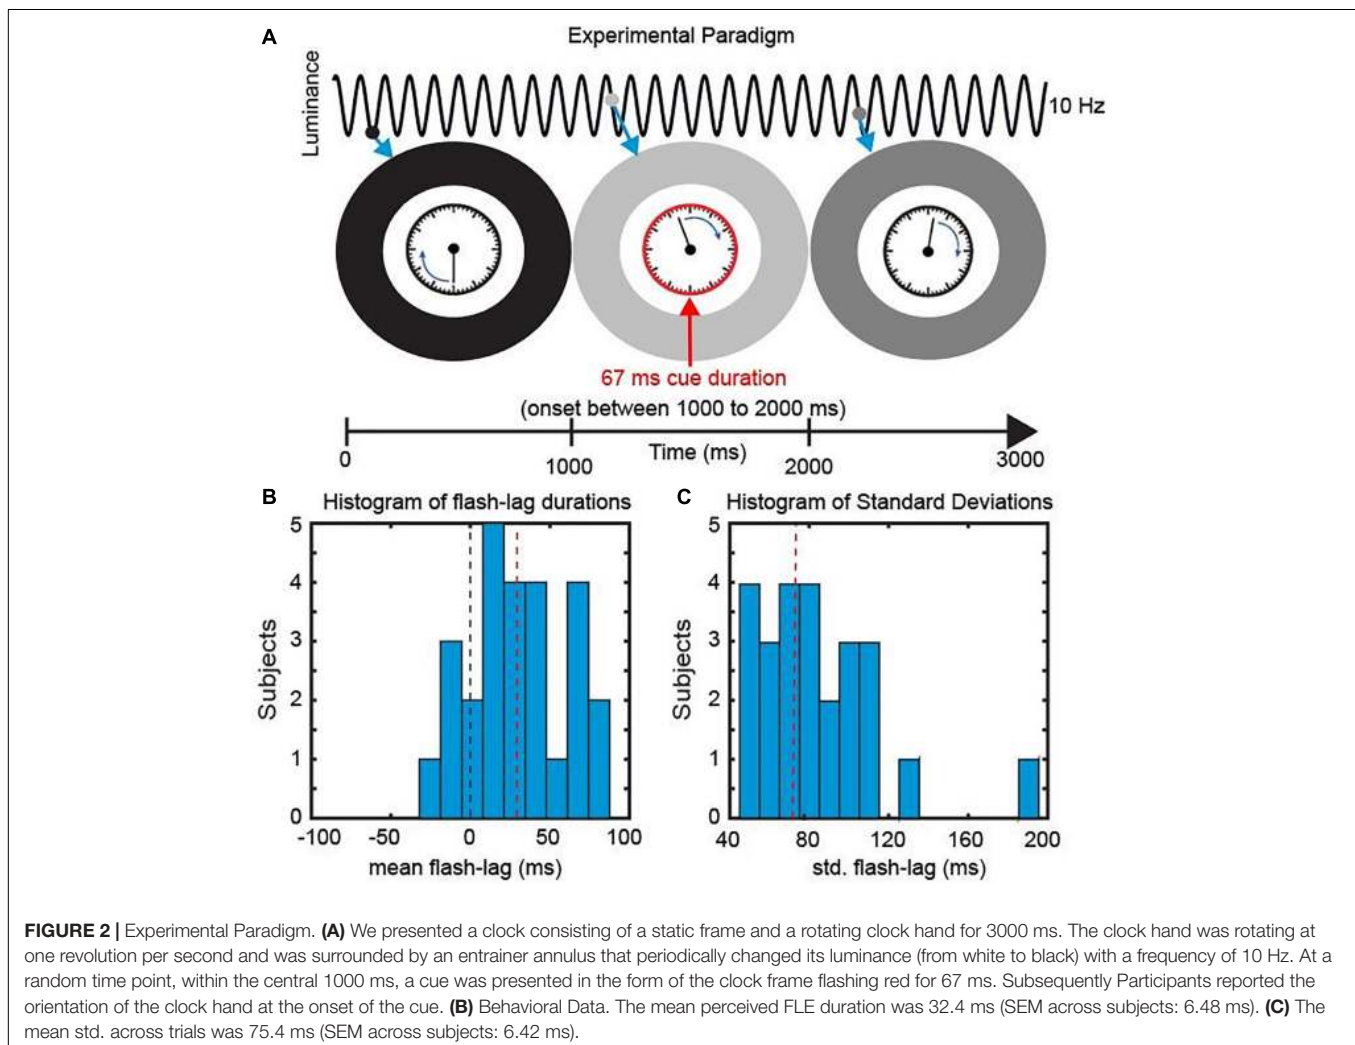 A
Experimental Paradigm
Luminance
10 Hz
67 ms cue duration
(onset between 1000 to 2000 ms)
Time (ms)
0
1000
2000
3000
B
Histogram of flash-lag durations
Subjects
5
4
3
2
1
0
-100
-50
0
50
100
mean flash-lag (ms)
C
Histogram of Standard Deviations
Subjects
5
4
3
2
1
0
40
80
120
160
200
std. flash-lag (ms)
FIGURE 2 | Experimental Paradigm. (A) We presented a clock consisting of a static frame and a rotating clock hand for 3000 ms. The clock hand was rotating at
one revolution per second and was surrounded by an entrainer annulus that periodically changed its luminance (from white to black) with a frequency of 10 Hz. At a
random time point, within the central 1000 ms, a cue was presented in the form of the clock frame flashing red for 67 ms. Subsequently Participants reported the
orientation of the clock hand at the onset of the cue. (B) Behavioral Data. The mean perceived FLE duration was 32.4 ms (SEM across subjects: 6.48 ms). (C) The
mean std. across trials was 75.4 ms (SEM across subjects: 6.42 ms).